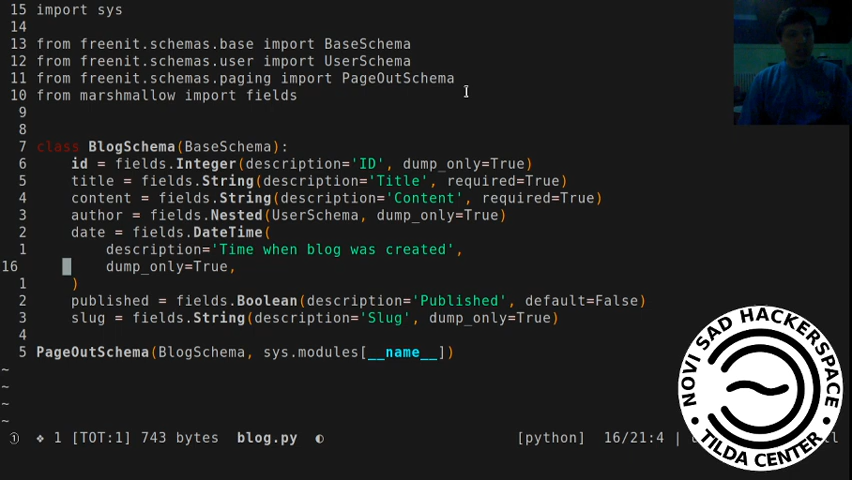 15 import sys
14
13 from freenit.schemas.base import BaseSchema
12 from freenit.schemas.user import UserSchema
11 from freenit.schemas.paging import PageOutSchema
10 from marshmallow import fields
9
8
7 class BlogSchema(BaseSchema):
6     id = fields.Integer(description='ID', dump_only=True)
5     title = fields.String(description='Title', required=True)
4     content = fields.String(description='Content', required=True)
3     author = fields.Nested(UserSchema, dump_only=True)
2     date = fields.DateTime(
1         description='Time when blog was created',
16         dump_only=True,
1     )
2     published = fields.Boolean(description='Published', default=False)
3     slug = fields.String(description='Slug', dump_only=True)
4
5 PageOutSchema(BlogSchema, sys.modules[__name__])
~
~
~
~
① ❖ 1 [TOT:1] 743 bytes blog.py ◐ [python] 16/21:4 |
NOVI SAD HACKERSPACE
TILDA CENTER